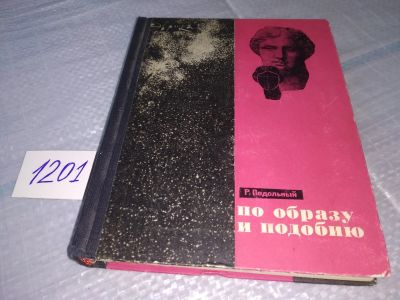 1201
Р. Подольный
по образу
и подобию